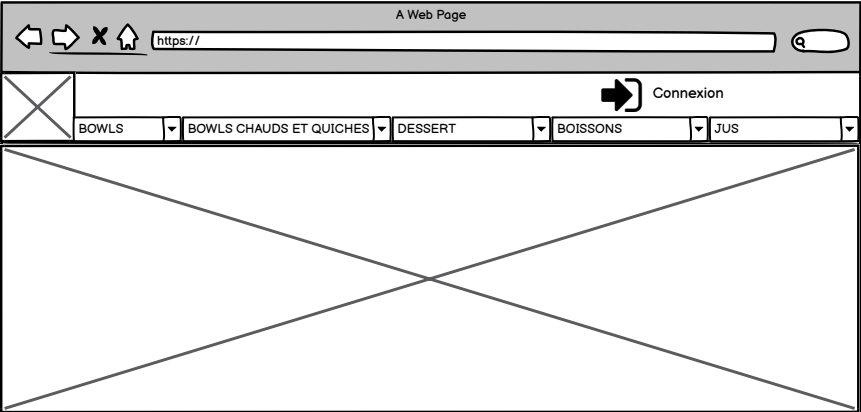 A Web Page
https://
Connexion
BOWLS
BOWLS CHAUDS ET QUICHES
DESSERT
BOISSONS
JUS